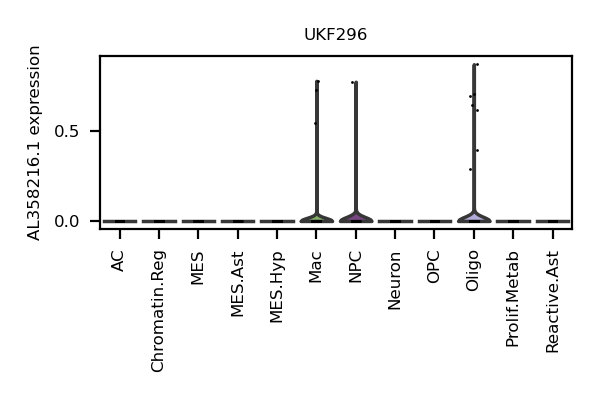 UKF296
AL358216.1 expression
0.5
0.0
AC
Chromatin.Reg
MES
MES.Ast
MES.Hyp
Mac
NPC
Neuron
OPC
Oligo
Prolif.Metab
Reactive.Ast